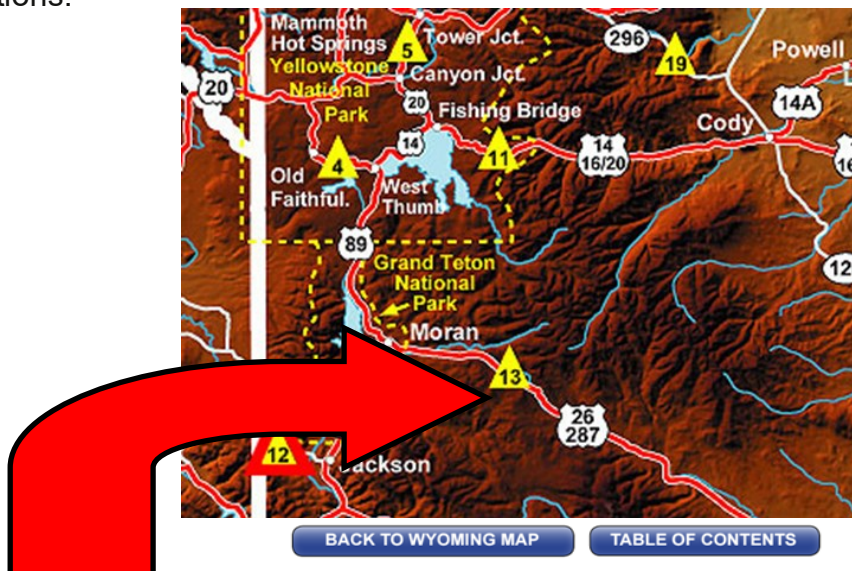 tions.
Mammoth
Hot Springs
Yellowstone
National
Park
5
Tower Jct.
296
19
Powell
20
Canyon Jct.
20
Fishing Bridge
14A
Cody
14
4
11
14
16/20
16
Old
Faithful.
West
Thumb
89
12
Grand Teton
National
Park
Moran
13
26
287
12
Jackson
BACK TO WYOMING MAP
TABLE OF CONTENTS